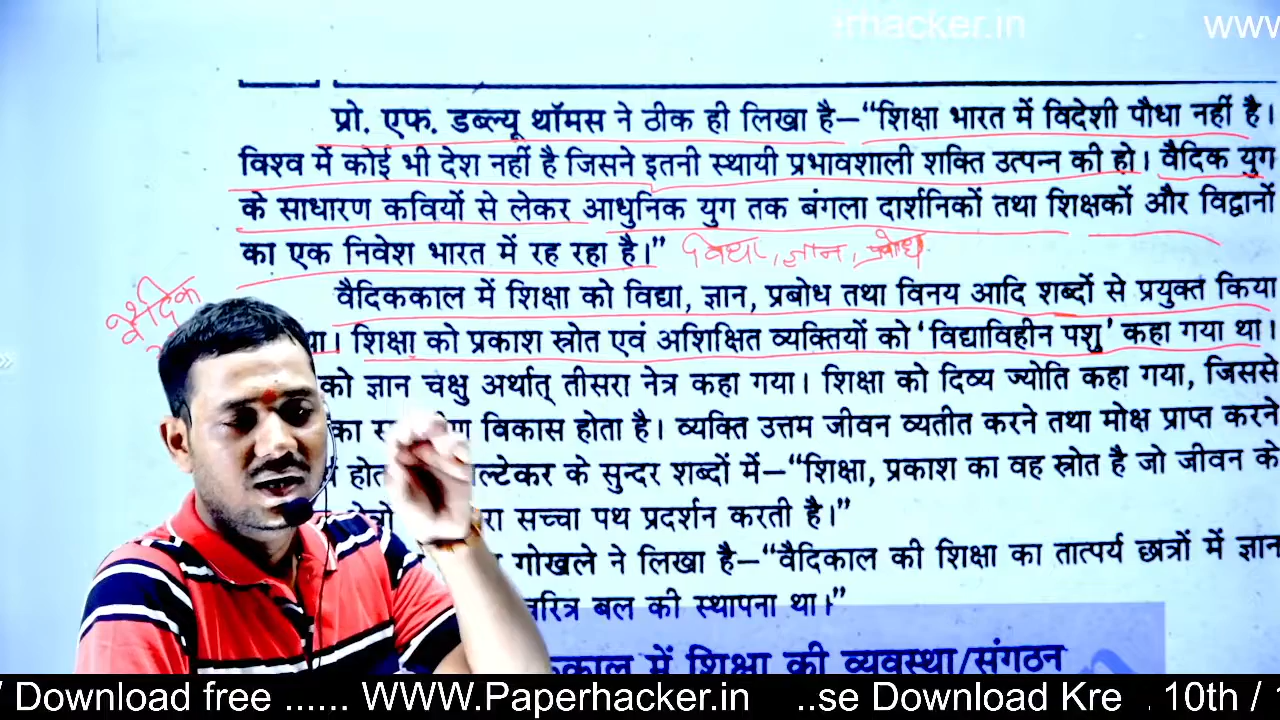 rhacker.in
www
प्रो. एफ. डब्ल्यू थॉमस ने ठीक ही लिखा है–“शिक्षा भारत में विदेशी पौधा नहीं है।
विश्व में कोई भी देश नहीं है जिसने इतनी स्थायी प्रभावशाली शक्ति उत्पन्न की हो। वैदिक युग
के साधारण कवियों से लेकर आधुनिक युग तक बंगला दार्शनिकों तथा शिक्षकों और विद्वानों
का एक निवेश भारत में रह रहा है।” विधा, ज्ञान, प्रबोध
वैदिक
वैदिककाल में शिक्षा को विद्या, ज्ञान, प्रबोध तथा विनय आदि शब्दों से प्रयुक्त किया
था। शिक्षा को प्रकाश स्रोत एवं अशिक्षित व्यक्तियों को ‘विद्याविहीन पशु’ कहा गया था।
को ज्ञान चक्षु अर्थात् तीसरा नेत्र कहा गया। शिक्षा को दिव्य ज्योति कहा गया, जिससे
का विकास होता है। व्यक्ति उत्तम जीवन व्यतीत करने तथा मोक्ष प्राप्त करने
ल्टेकर के सुन्दर शब्दों में–“शिक्षा, प्रकाश का वह स्रोत है जो जीवन के
रा सच्चा पथ प्रदर्शन करती है।”
गोखले ने लिखा है–“वैदिकाल की शिक्षा का तात्पर्य छात्रों में ज्ञान
चरित्र बल की स्थापना था।”
काल में शिक्षा की व्यवस्था/संगठन
/ Download free ...... WWW.Paperhacker.in ..se Download Kre . 10th /